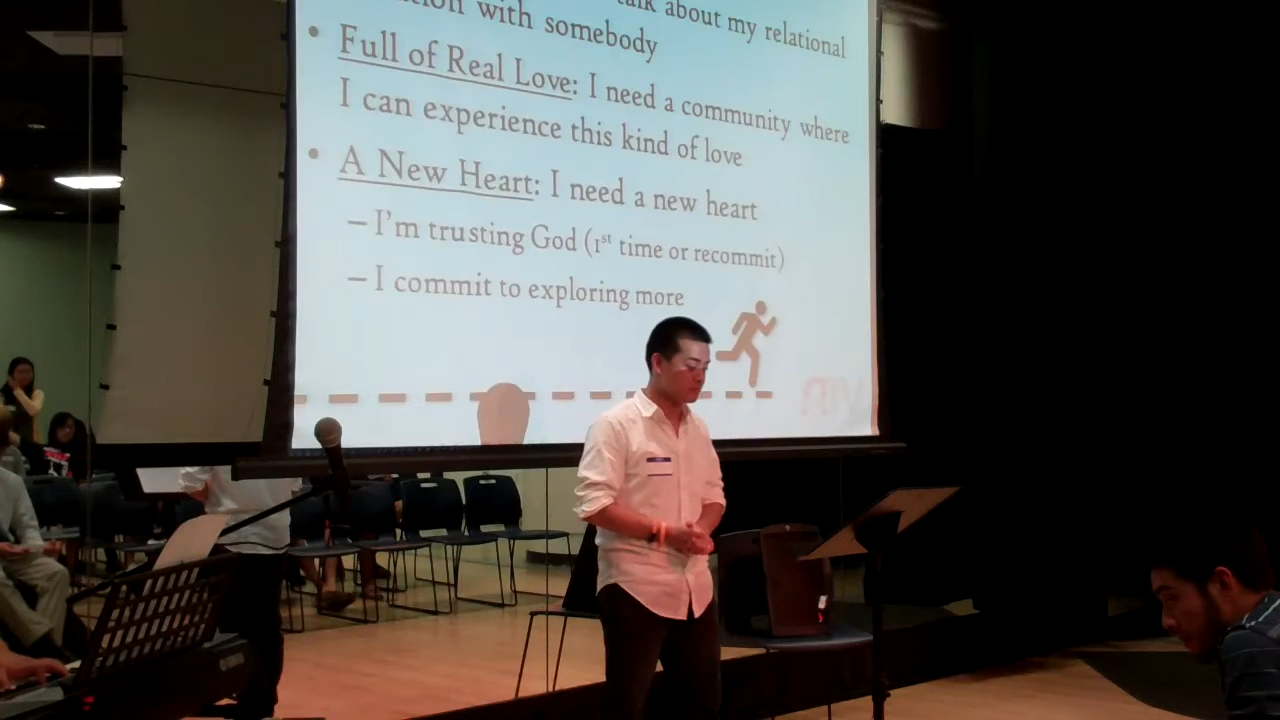 talk about my relational
with somebody
• Full of Real Love: I need a community where
I can experience this kind of love
• A New Heart: I need a new heart
– I'm trusting God (1st time or recommit)
– I commit to exploring more